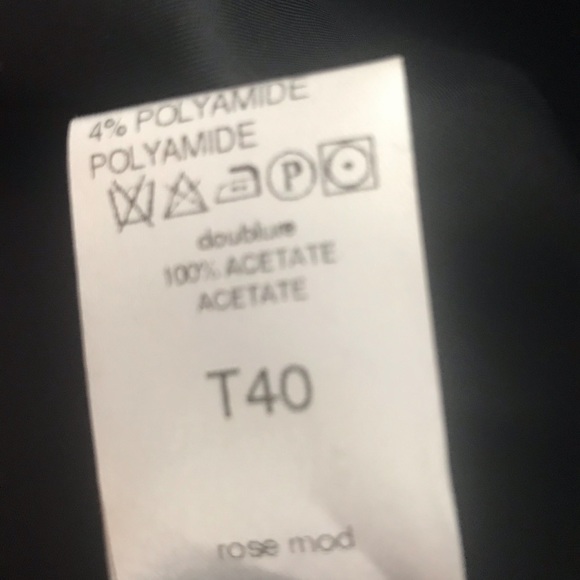 4% POLYAMIDE
POLYAMIDE
P
doublure
100% ACETATE
ACETATE
T40
rose mod